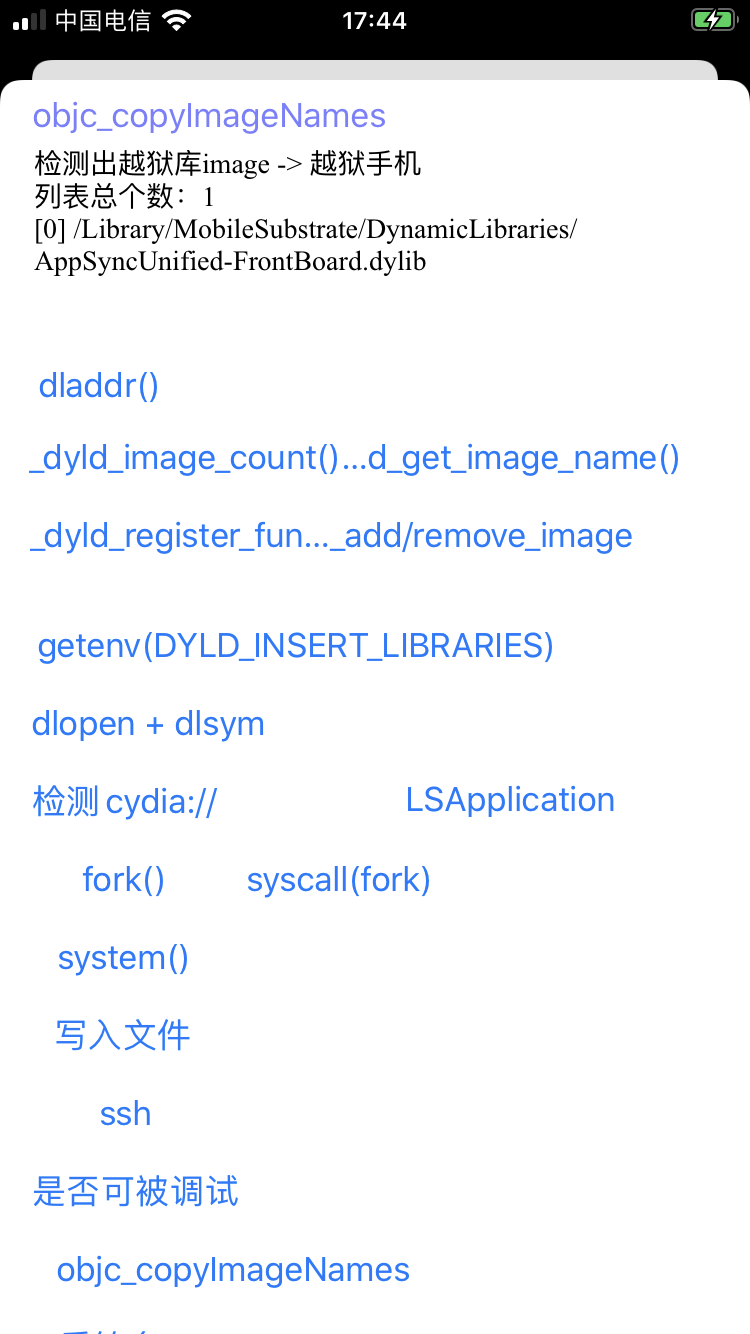 中国电信 17:44
objc_copyImageNames
检测出越狱库image -> 越狱手机
列表总个数：1
[0] /Library/MobileSubstrate/DynamicLibraries/
AppSyncUnified-FrontBoard.dylib
dladdr()
_dyld_image_count()...d_get_image_name()
_dyld_register_fun..._add/remove_image
getenv(DYLD_INSERT_LIBRARIES)
dlopen + dlsym
检测 cydia:// LSApplication
fork() syscall(fork)
system()
写入文件
ssh
是否可被调试
objc_copyImageNames